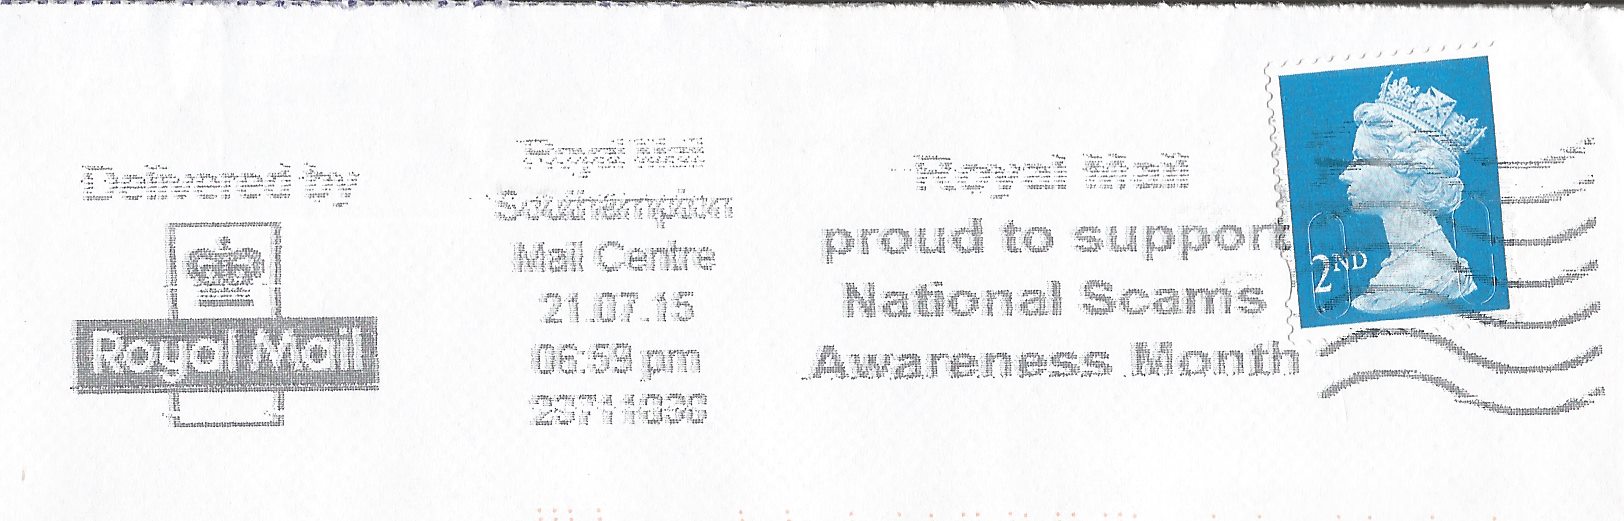 Delivered by
Royal Mail
Royal Mail
Southampton
Mail Centre
21.07.15
06:59 pm
Royal Mail
proud to support
National Scams
Awareness Month
2ND